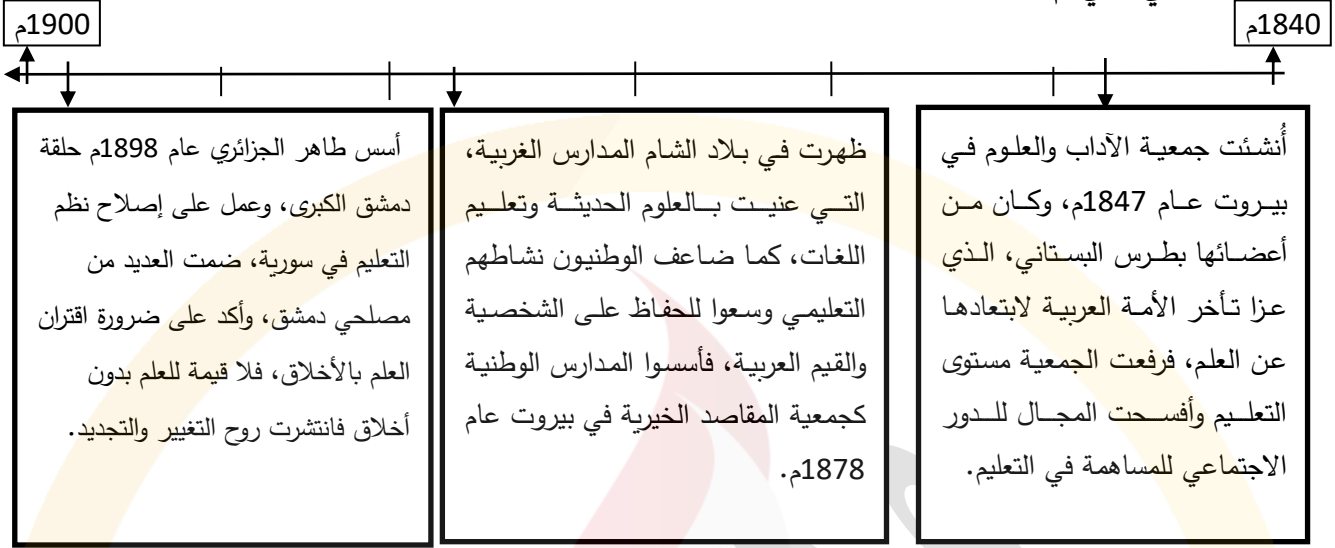 1840م
1900م
أُنشئت جمعية الآداب والعلوم في
بيروت عام 1847م، وكان من
أعضائها بطرس البستاني، الذي
عزا تأخر الأمة العربية لابتعادها
عن العلم، فرفعت الجمعية مستوى
التعليم وأفسحت المجال للدور
الاجتماعي للمساهمة في التعليم.
ظهرت في بلاد الشام المدارس الغربية،
التي عنيت بالعلوم الحديثة وتعليم
اللغات، كما ضاعف الوطنيون نشاطهم
التعليمي وسعوا للحفاظ على الشخصية
والقيم العربية، فأسسوا المدارس الوطنية
كجمعية المقاصد الخيرية في بيروت عام
1878م.
أسس طاهر الجزائري عام 1898م حلقة
دمشق الكبرى، وعمل على إصلاح نظم
التعليم في سورية، ضمت العديد من
مصلحي دمشق، وأكد على ضرورة اقتران
العلم بالأخلاق، فلا قيمة للعلم بدون
أخلاق فانتشرت روح التغيير والتجديد.